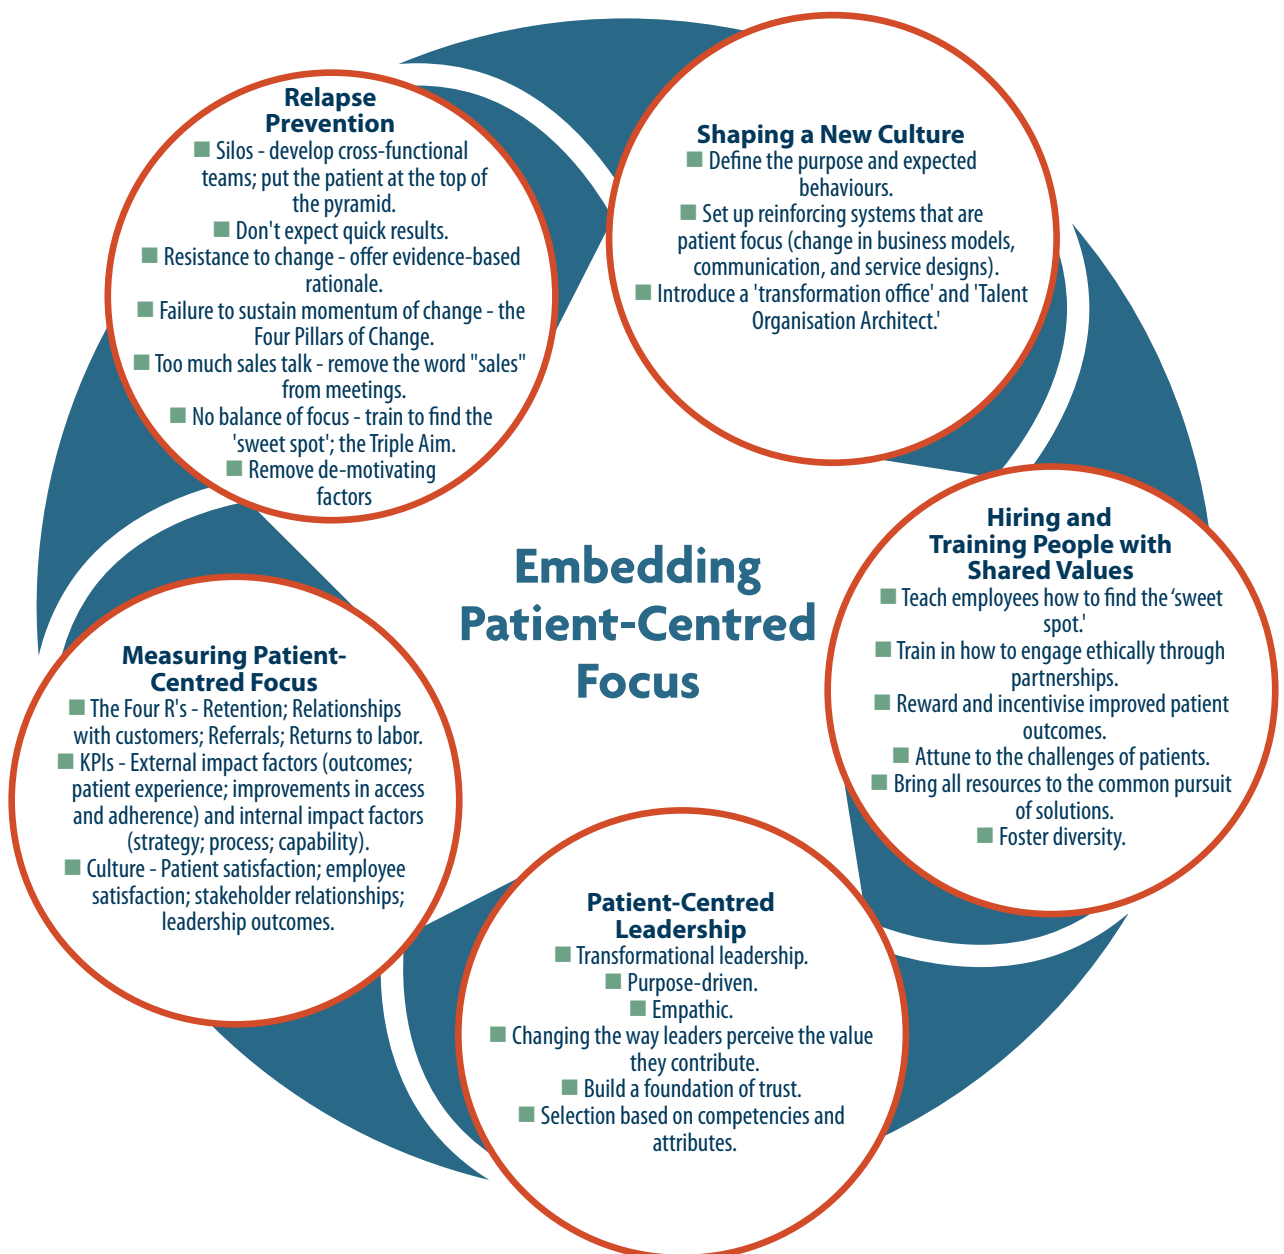 Embedding
Patient-Centred
Focus
Shaping a New Culture
■ Define the purpose and expected
behaviours.
■ Set up reinforcing systems that are
patient focus (change in business models,
communication, and service designs).
■ Introduce a 'transformation office' and 'Talent
Organisation Architect.'
Hiring and
Training People with
Shared Values
■ Teach employees how to find the ‘sweet
spot.'
■ Train in how to engage ethically through
partnerships.
■ Reward and incentivise improved patient
outcomes.
■ Attune to the challenges of patients.
■ Bring all resources to the common pursuit
of solutions.
■ Foster diversity.
Patient-Centred
Leadership
■ Transformational leadership.
■ Purpose-driven.
■ Empathic.
■ Changing the way leaders perceive the value
they contribute.
■ Build a foundation of trust.
■ Selection based on competencies and
attributes.
Measuring Patient-
Centred Focus
■ The Four R's - Retention; Relationships
with customers; Referrals; Returns to labor.
■ KPIs - External impact factors (outcomes;
patient experience; improvements in access
and adherence) and internal impact factors
(strategy; process; capability).
■ Culture - Patient satisfaction; employee
satisfaction; stakeholder relationships;
leadership outcomes.
Relapse
Prevention
■ Silos - develop cross-functional
teams; put the patient at the top of
the pyramid.
■ Don't expect quick results.
■ Resistance to change - offer evidence-based
rationale.
■ Failure to sustain momentum of change - the
Four Pillars of Change.
■ Too much sales talk - remove the word "sales"
from meetings.
■ No balance of focus - train to find the
'sweet spot'; the Triple Aim.
■ Remove de-motivating
factors